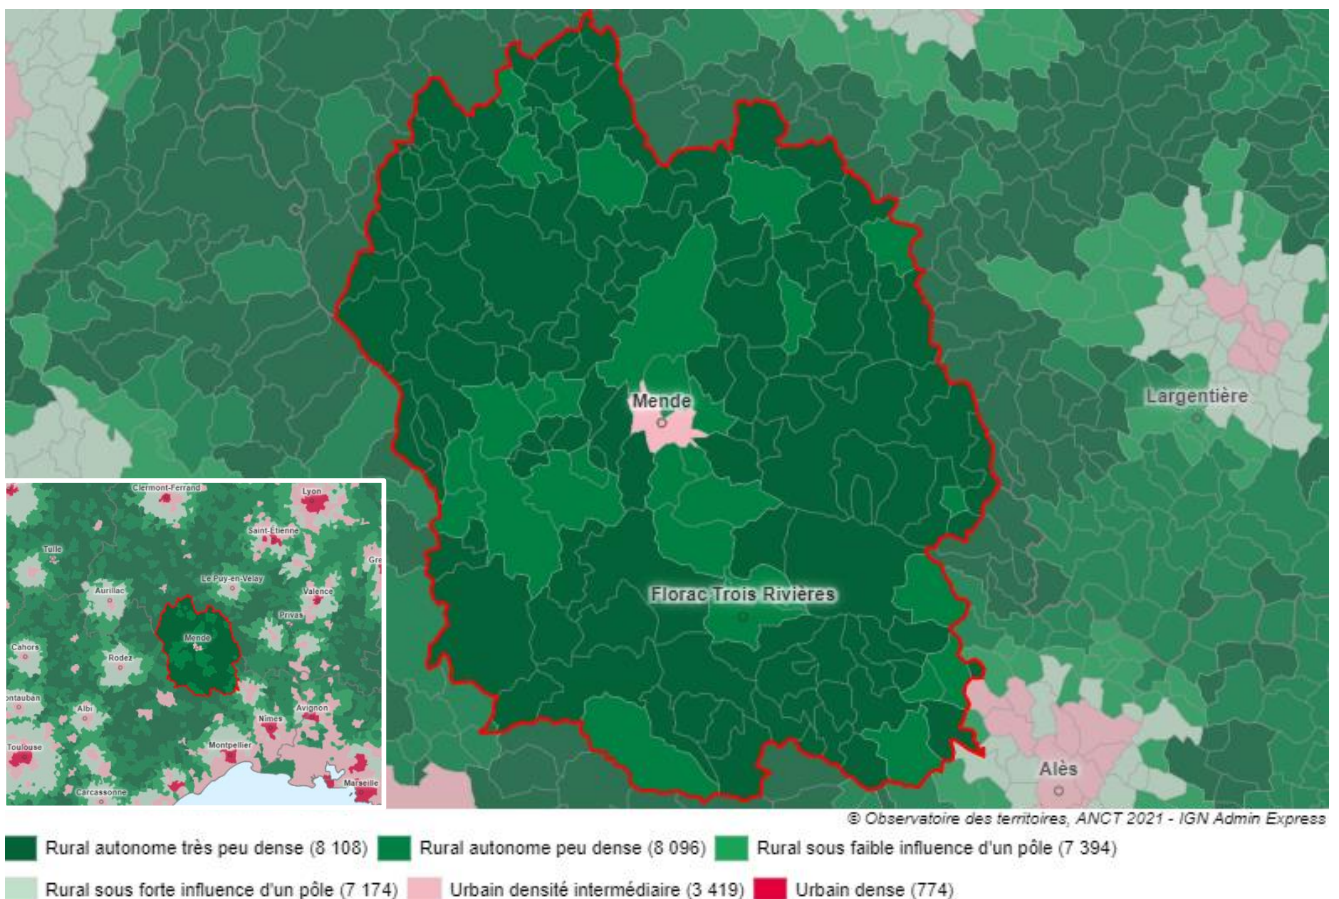 Mende
Largentière
Florac Trois Rivières
Alès
Clermont-Ferrand
Lyon
Saint-Étienne
Tulle
Gre
Le Puy-en-Velay
Aurillac
Valence
Privas
Mende
Cahors
Rodez
ontauban
Albi
Avignon
Nîmes
Toulouse
Montpellier
Marseille
Carcassonne
© Observatoire des territoires, ANCT 2021 - IGN Admin Express
Rural autonome très peu dense (8 108) Rural autonome peu dense (8 096) Rural sous faible influence d'un pôle (7 394)
Rural sous forte influence d'un pôle (7 174) Urbain densité intermédiaire (3 419) Urbain dense (774)